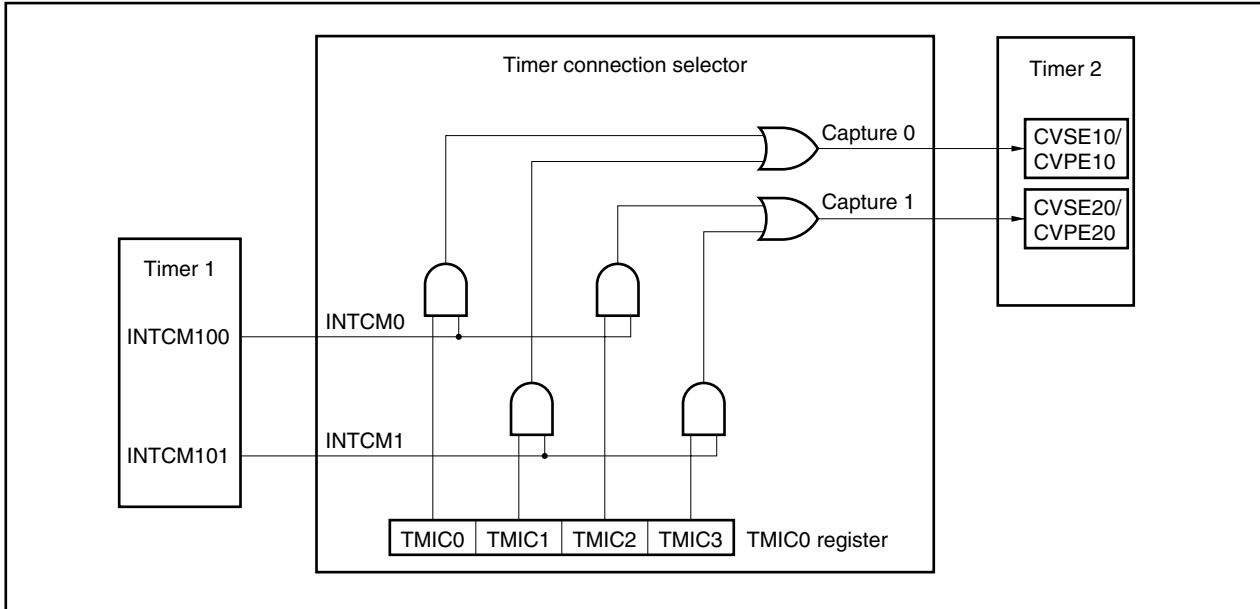 Timer connection selector
Timer 2
Capture 0
CVSE10/
CVPE10
Capture 1
CVSE20/
CVPE20
Timer 1
INTCM100
INTCM0
INTCM101
INTCM1
TMIC0 TMIC1 TMIC2 TMIC3 TMIC0 register